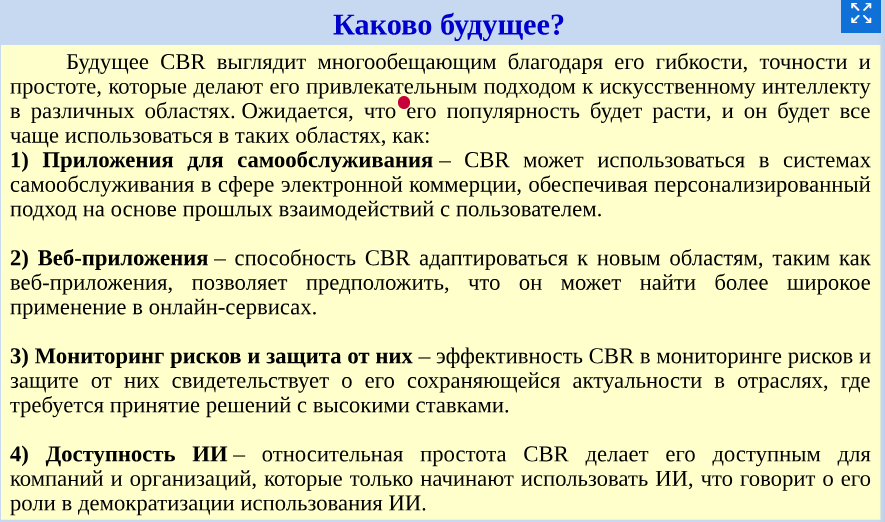 Каково будущее?
Будущее CBR выглядит многообещающим благодаря его гибкости, точности и
простоте, которые делают его привлекательным подходом к искусственному интеллекту
в различных областях. Ожидается, что его популярность будет расти, и он будет все
чаще использоваться в таких областях, как:
1) Приложения для самообслуживания – CBR может использоваться в системах
самообслуживания в сфере электронной коммерции, обеспечивая персонализированный
подход на основе прошлых взаимодействий с пользователем.
2) Веб-приложения – способность CBR адаптироваться к новым областям, таким как
веб-приложения, позволяет предположить, что он может найти более широкое
применение в онлайн-сервисах.
3) Мониторинг рисков и защита от них – эффективность CBR в мониторинге рисков и
защите от них свидетельствует о его сохраняющейся актуальности в отраслях, где
требуется принятие решений с высокими ставками.
4) Доступность ИИ – относительная простота CBR делает его доступным для
компаний и организаций, которые только начинают использовать ИИ, что говорит о его
роли в демократизации использования ИИ.